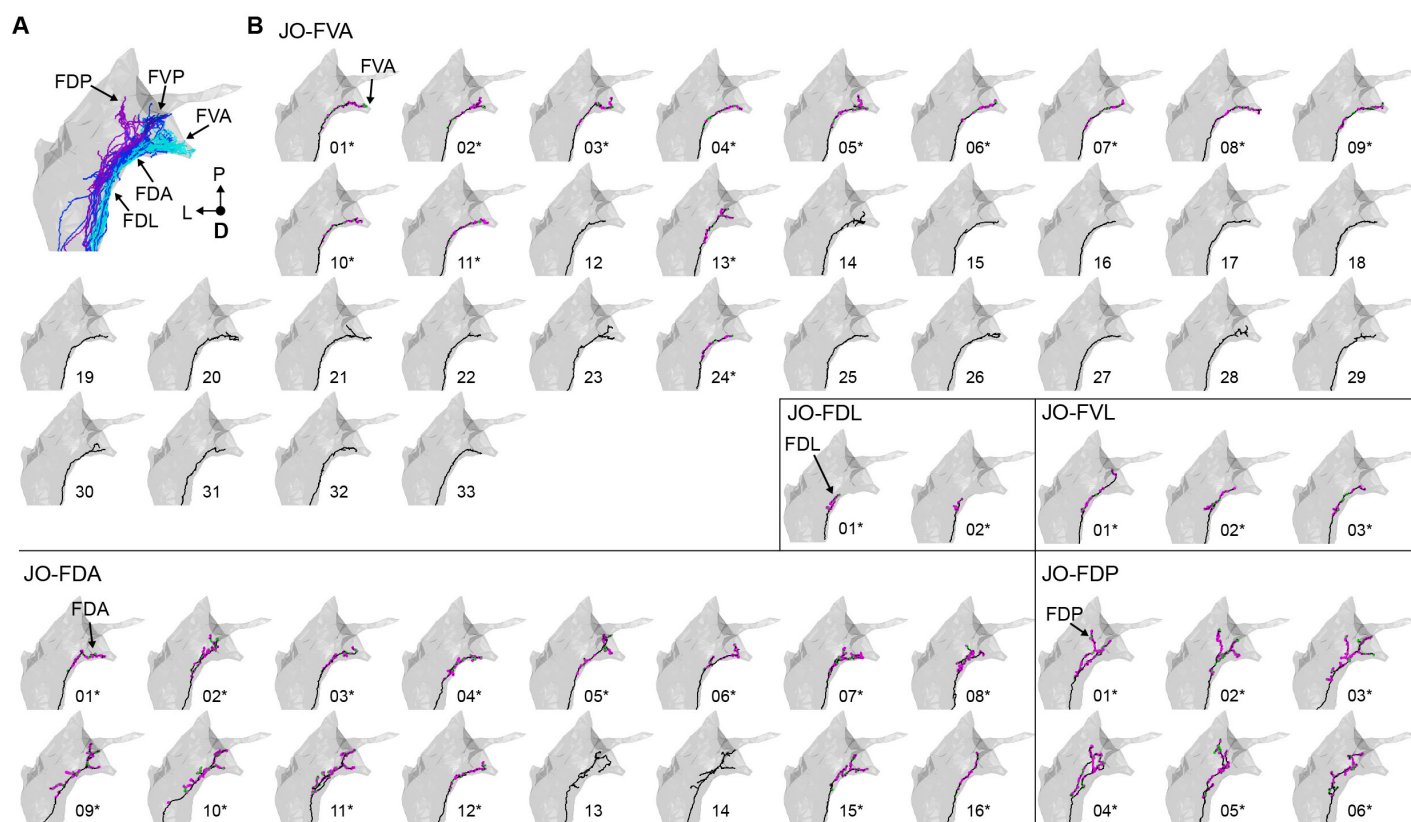 A
B
JO-FVA
FDP
FVP
FVA
FDA
FDL
P
L
D
FVA
01* 02* 03* 04* 05* 06* 07* 08* 09*
10* 11* 12 13* 14 15 16 17 18
19 20 21 22 23 24* 25 26 27 28 29
30 31 32 33
JO-FDL
FDL
01* 02*
JO-FVL
01* 02* 03*
JO-FDA
FDA
01* 02* 03* 04* 05* 06* 07* 08*
09* 10* 11* 12* 13 14 15* 16*
JO-FDP
FDP
01* 02* 03*
04* 05* 06*